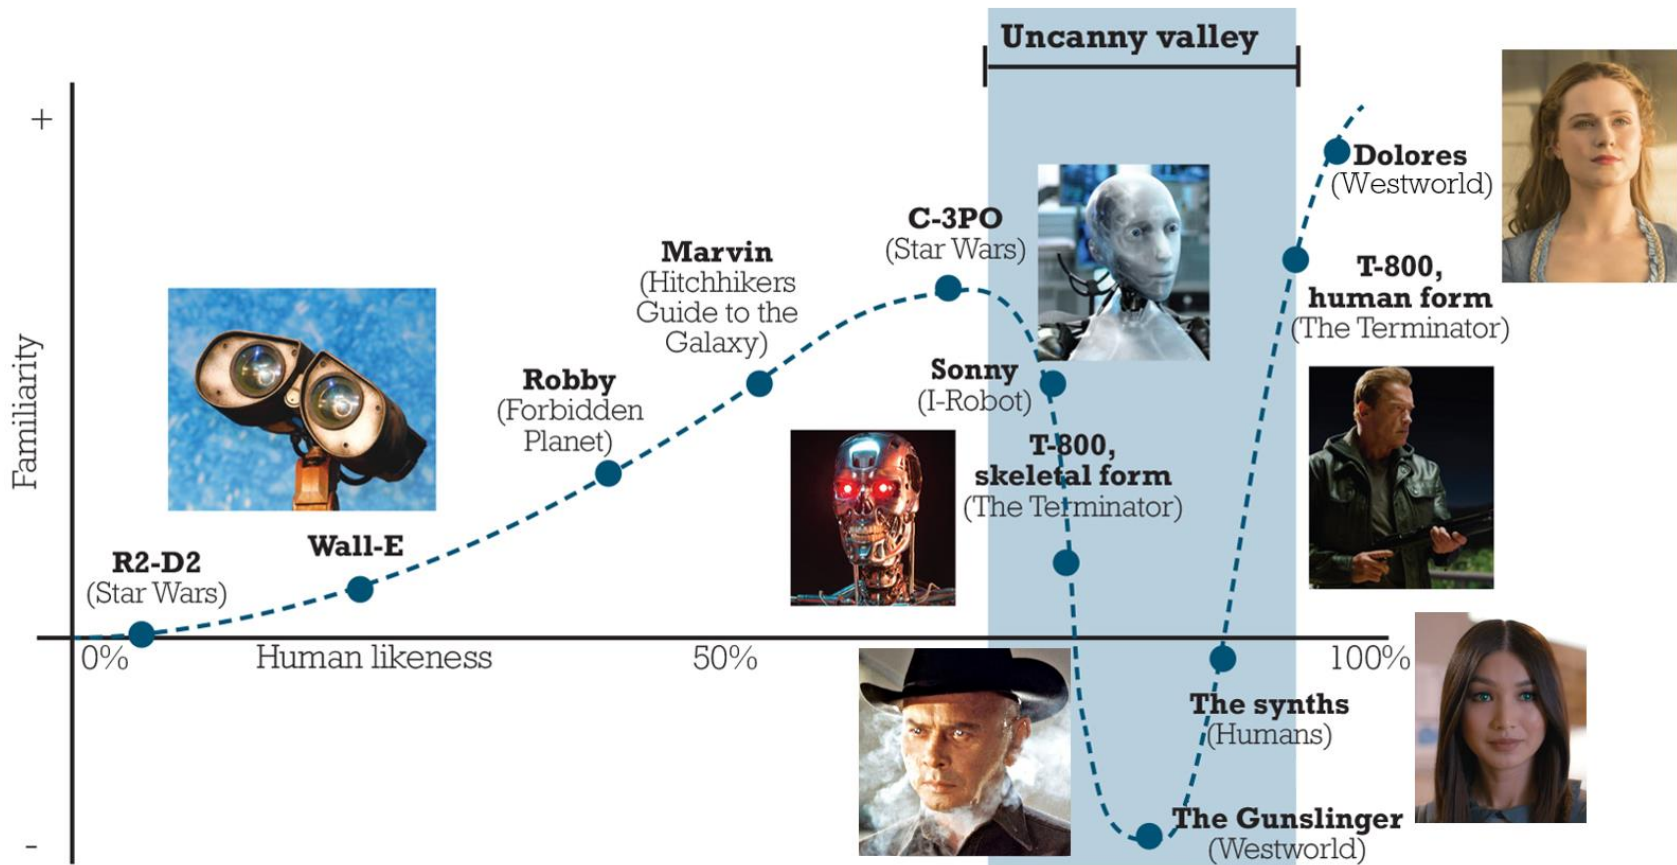 Uncanny valley
+
Dolores
(Westworld)
C-3PO
(Star Wars)
Marvin
(Hitchhikers
Guide to the
Galaxy)
T-800,
human form
(The Terminator)
Familiarity
Robby
(Forbidden
Planet)
Sonny
(I-Robot)
T-800,
skeletal form
(The Terminator)
Wall-E
R2-D2
(Star Wars)
0%
Human likeness
50%
100%
The synths
(Humans)
The Gunslinger
(Westworld)
-